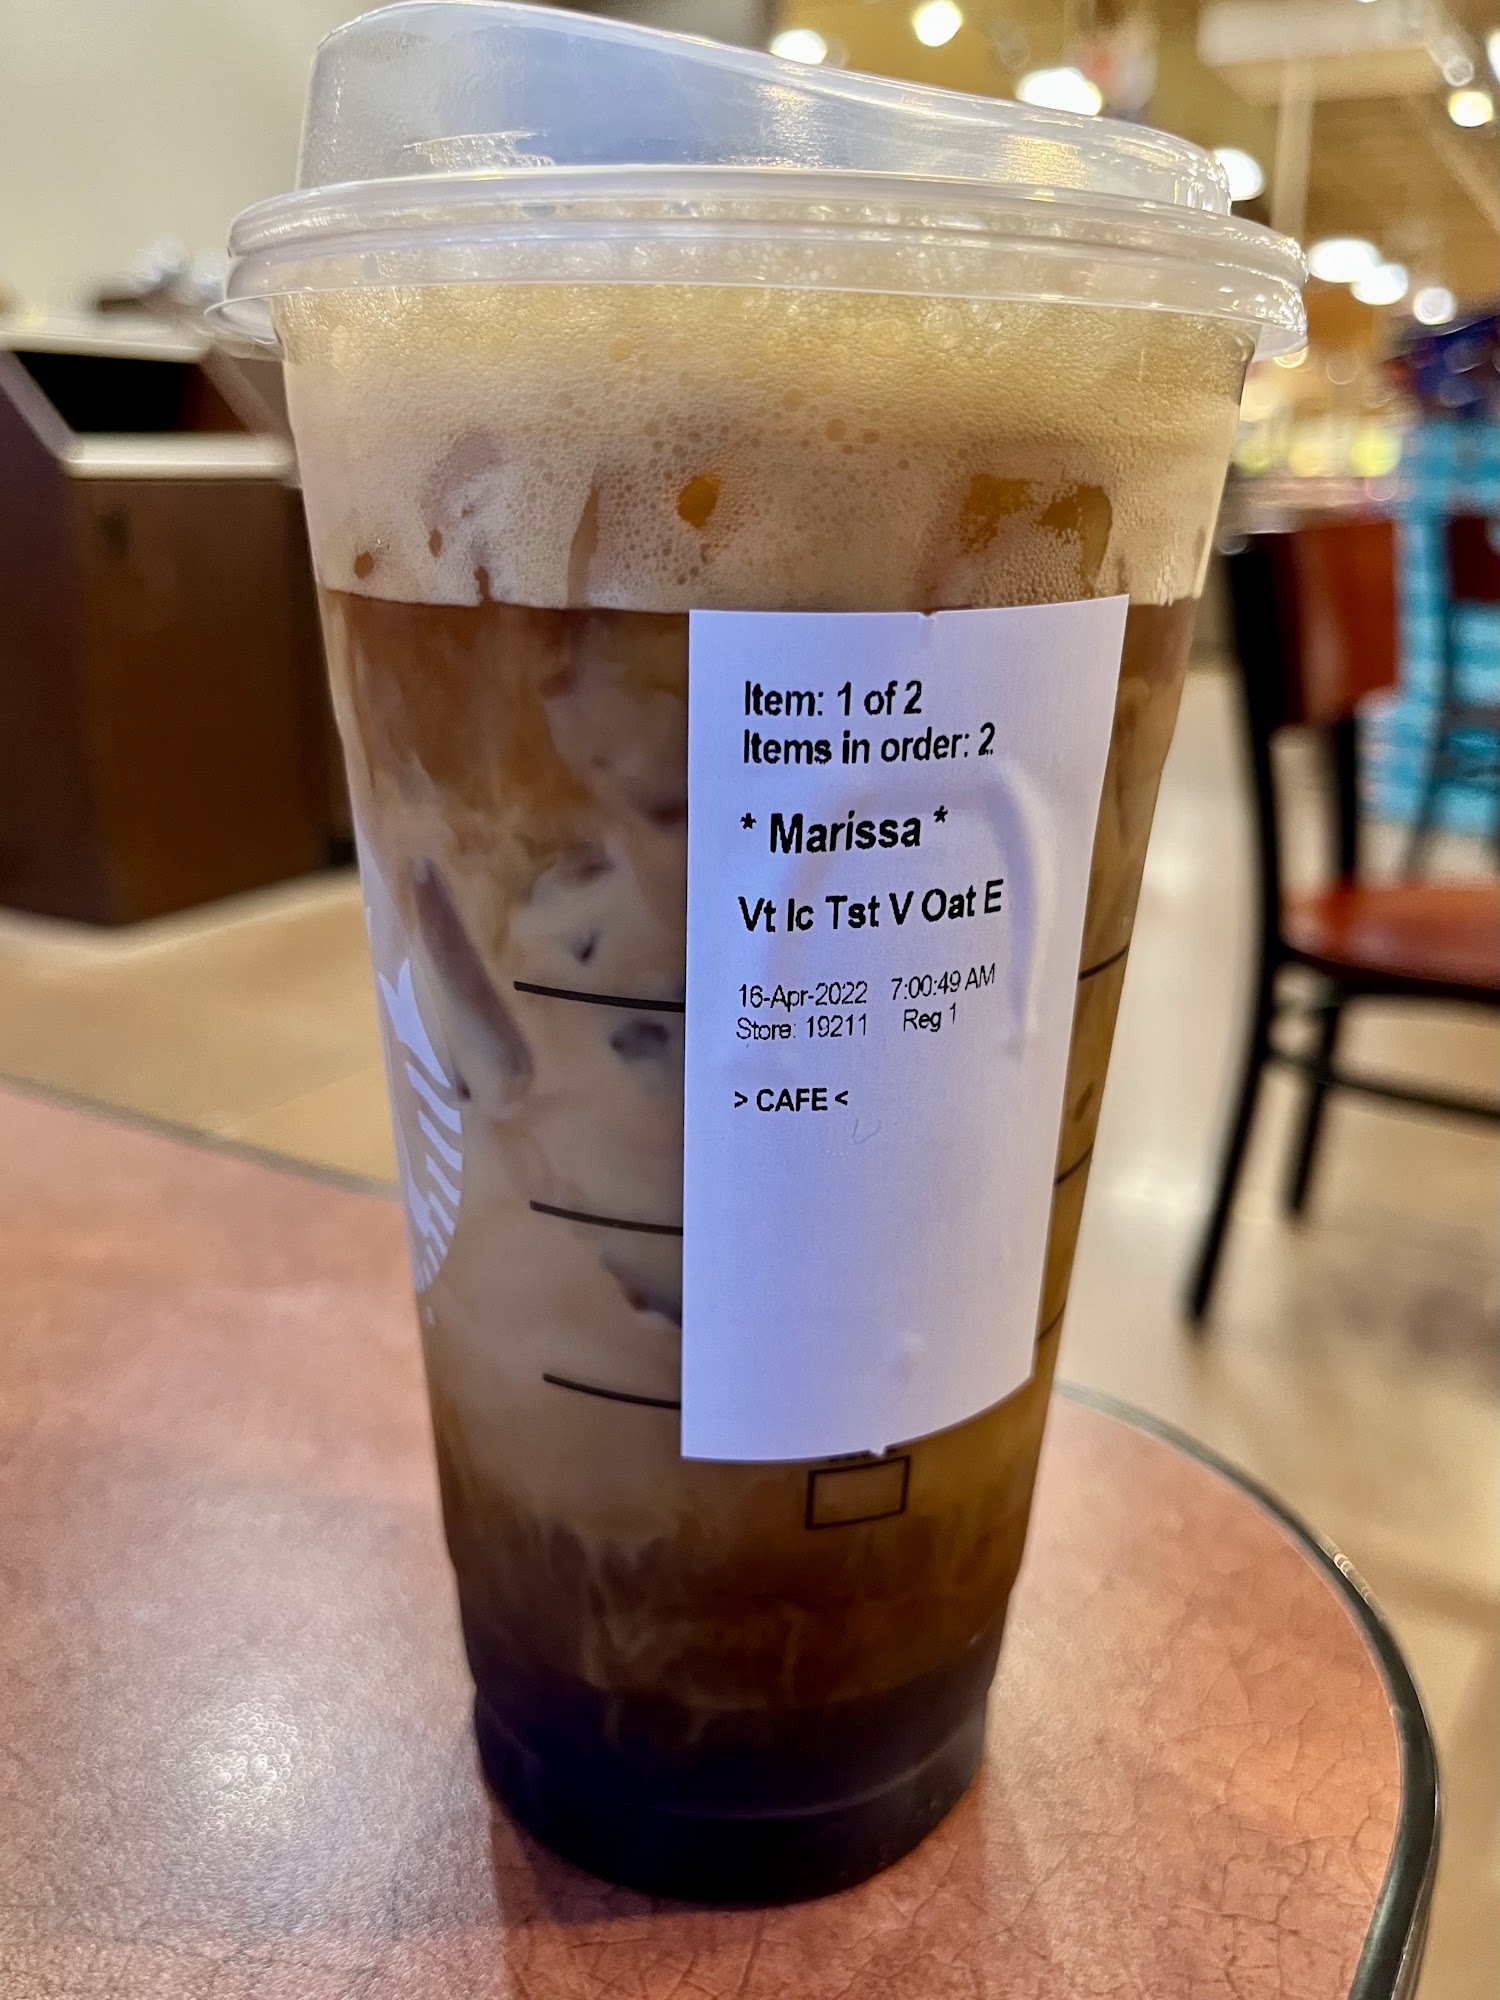 Item: 1 of 2
Items in order: 2
* Marissa *
Vt Ic Tst V Oat E
16-Apr-2022 7:00:49 AM
Store: 19211 Reg 1
> CAFE <